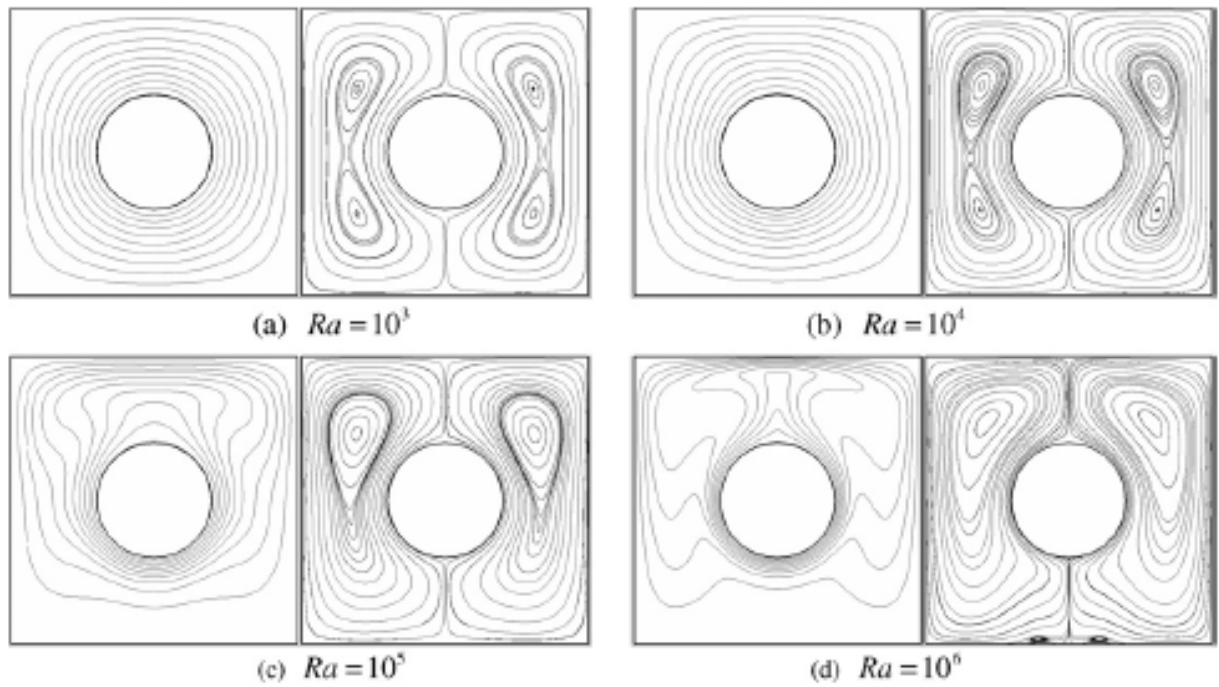 (a) Ra = 10³
(b) Ra = 10⁴
(c) Ra = 10⁵
(d) Ra = 10⁶